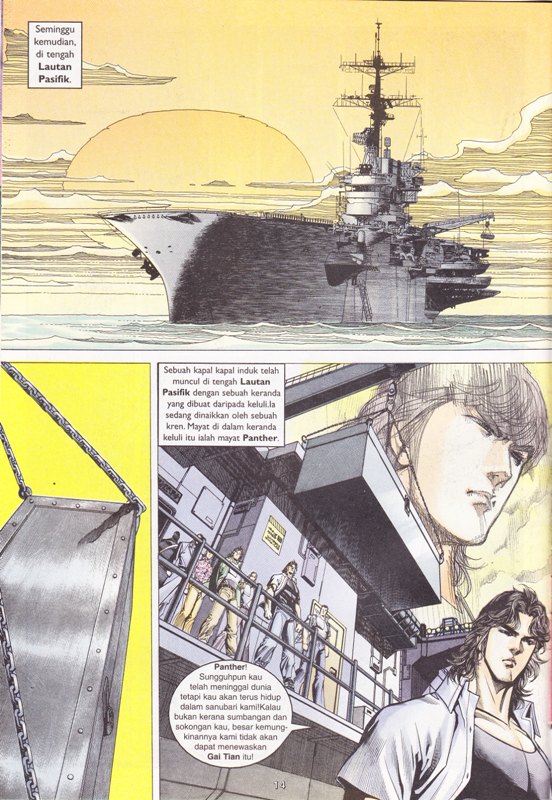 Seminggu
kemudian,
di tengah
Lautan
Pasifik.
Sebuah kapal kapal induk telah
muncul di tengah Lautan
Pasifik dengan sebuah keranda
yang dibuat daripada keluli.Ia
sedang dinaikkan oleh sebuah
kren. Mayat di dalam keranda
keluli itu ialah mayat Panther.
Panther!
Sungguhpun kau
telah meninggal dunia
tetapi kau akan terus hidup
dalam sanubari kami!Kalau
bukan kerana sumbangan dan
sokongan kau, besar kemung-
kinannya kami tidak akan
dapat menewaskan
Gai Tian itu!
14